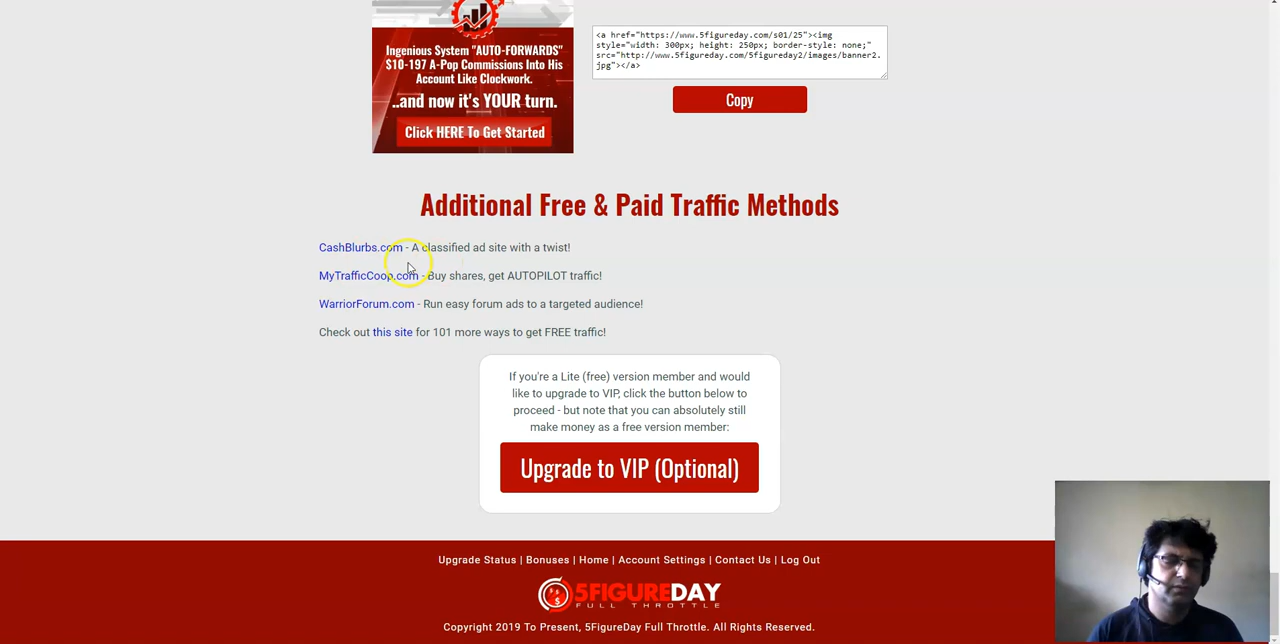 Ingenious System "AUTO-FORWARDS"
$10-197 A-Pop Commissions Into His
Account Like Clockwork.
..and now it's YOUR turn.
Click HERE To Get Started
<a href="https://www.5figureday.com/s01/25"><img
style="width: 300px; height: 250px; border-style: none;"
src="http://www.5figureday.com/5figureday2/images/banner2.
jpg"></a>
Copy
Additional Free & Paid Traffic Methods
CashBlurbs.com - A classified ad site with a twist!
MyTrafficCoop.com - Buy shares, get AUTOPILOT traffic!
WarriorForum.com - Run easy forum ads to a targeted audience!
Check out this site for 101 more ways to get FREE traffic!
If you're a Lite (free) version member and would
like to upgrade to VIP, click the button below to
proceed - but note that you can absolutely still
make money as a free version member:
Upgrade to VIP (Optional)
Upgrade Status | Bonuses | Home | Account Settings | Contact Us | Log Out
5FIGUREDAY
FULL THROTTLE
Copyright 2019 To Present, 5FigureDay Full Throttle. All Rights Reserved.